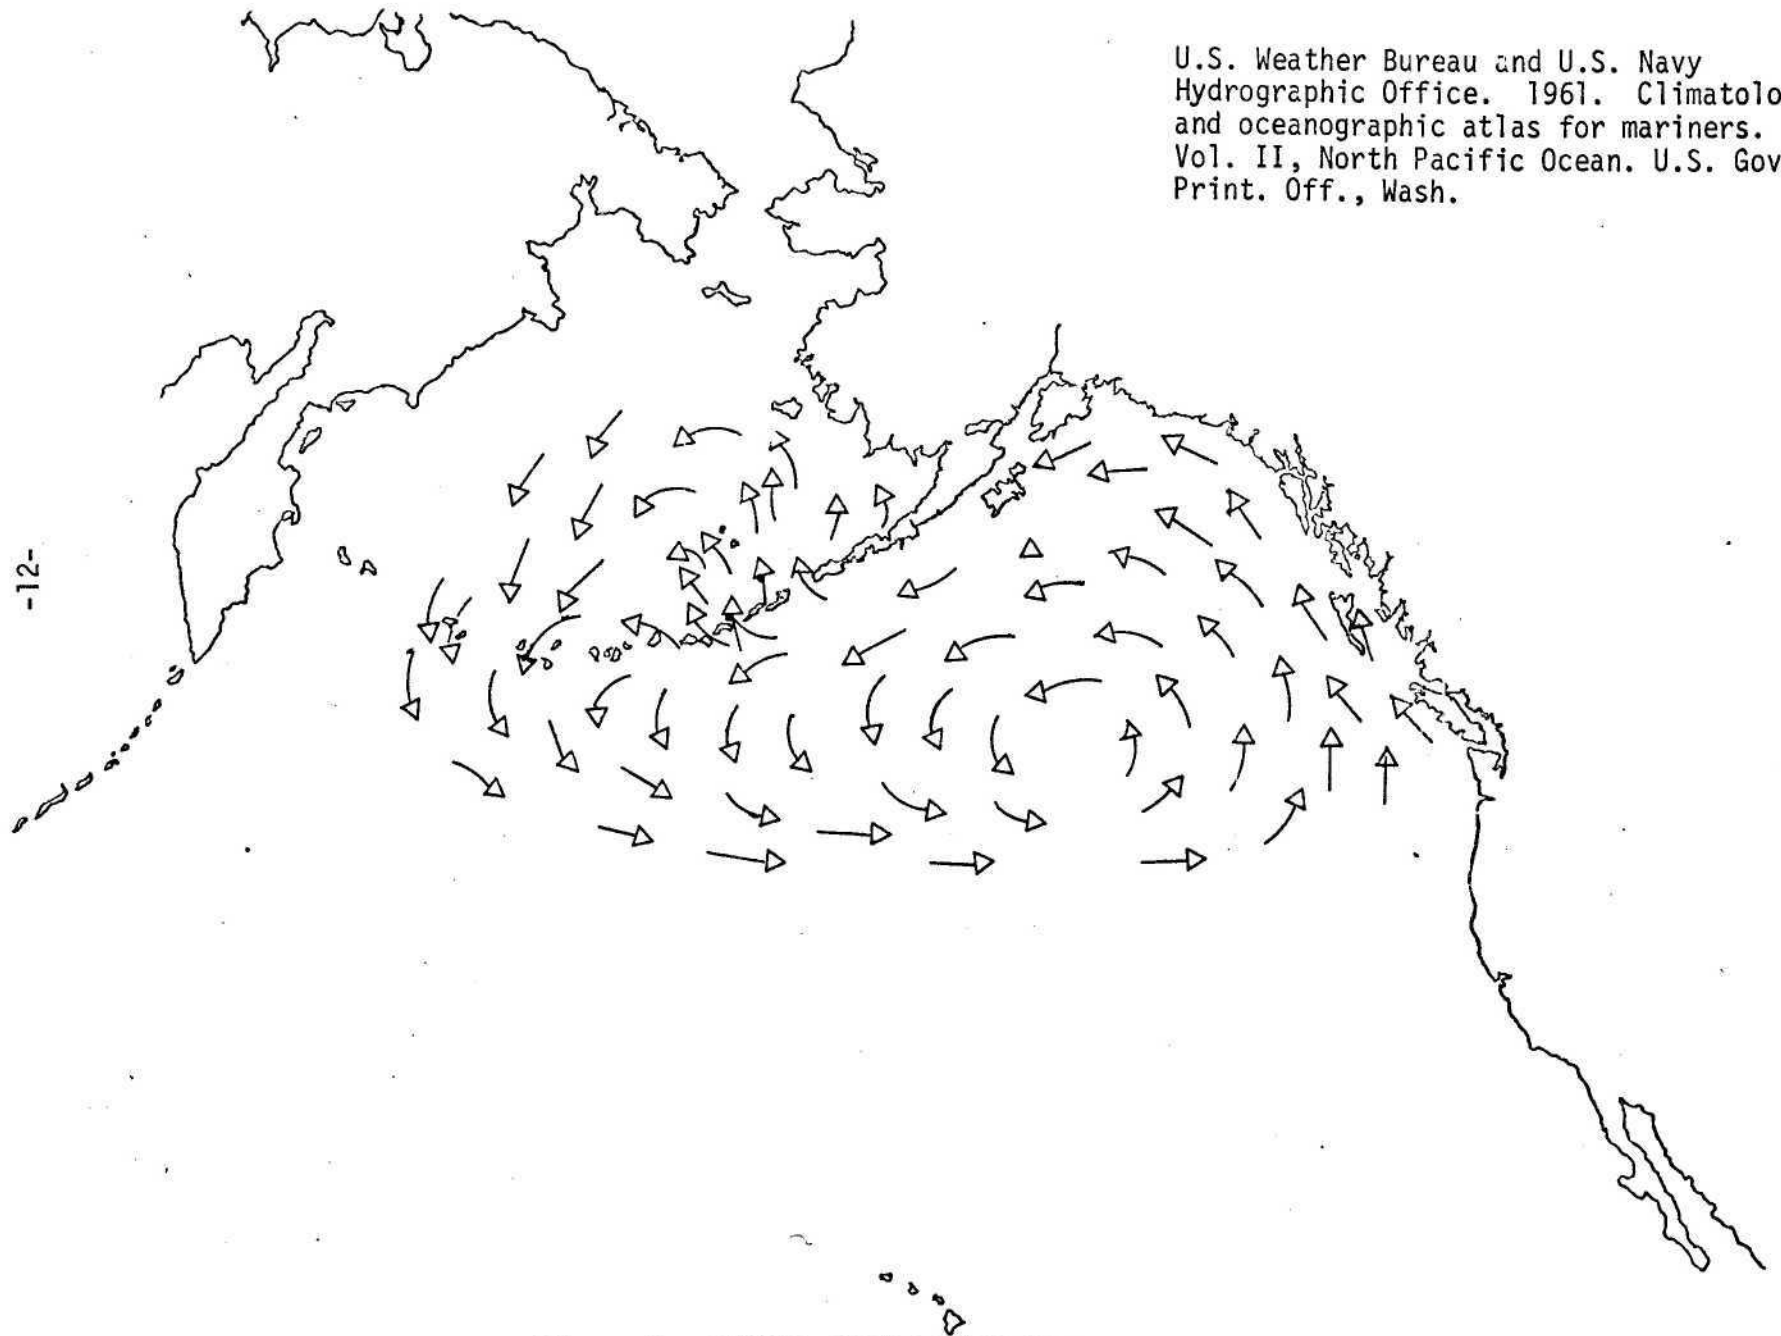 U.S. Weather Bureau and U.S. Navy
Hydrographic Office. 1961. Climatolo
and oceanographic atlas for mariners.
Vol. II, North Pacific Ocean. U.S. Gov
Print. Off., Wash.
-12-